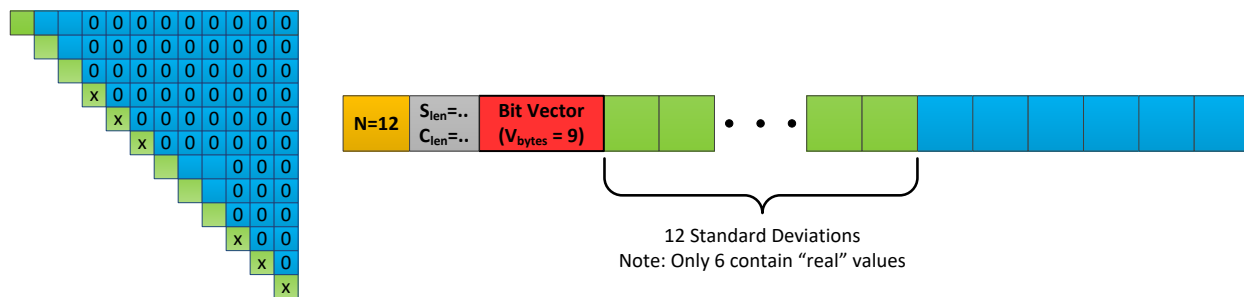 0 0 0 0 0 0 0 0 0
0 0 0 0 0 0 0 0 0
0 0 0 0 0 0 0 0 0
x 0 0 0 0 0 0 0 0
x 0 0 0 0 0 0 0
x 0 0 0 0 0 0
0 0 0
0 0 0
0 0 0
x 0 0
x 0
x
N=12
Slen=..
Clen=..
Bit Vector
(Vbytes = 9)
• • •
12 Standard Deviations
Note: Only 6 contain “real” values